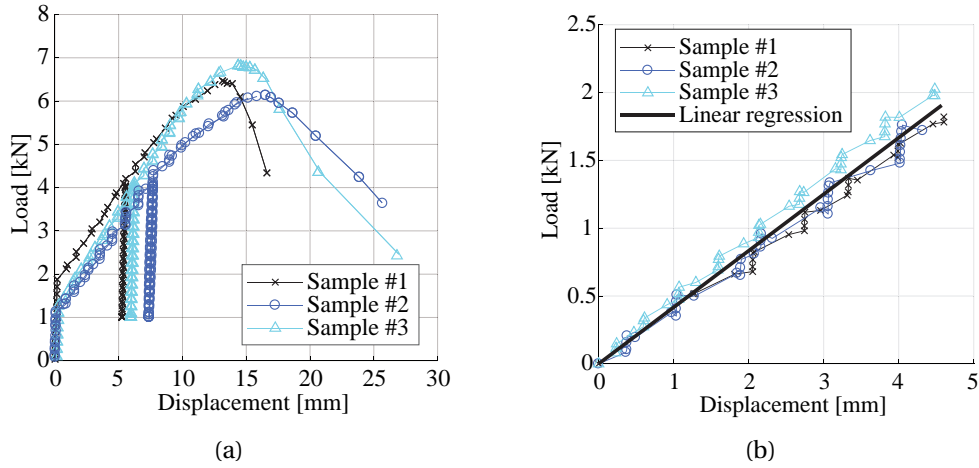 8
7
6
5
4
3
2
1
0
Load [kN]
0 5 10 15 20 25 30
Displacement [mm]
Sample #1
Sample #2
Sample #3
(a)
2.5
2
1.5
1
0.5
0
Load [kN]
0 1 2 3 4 5
Displacement [mm]
Sample #1
Sample #2
Sample #3
Linear regression
(b)